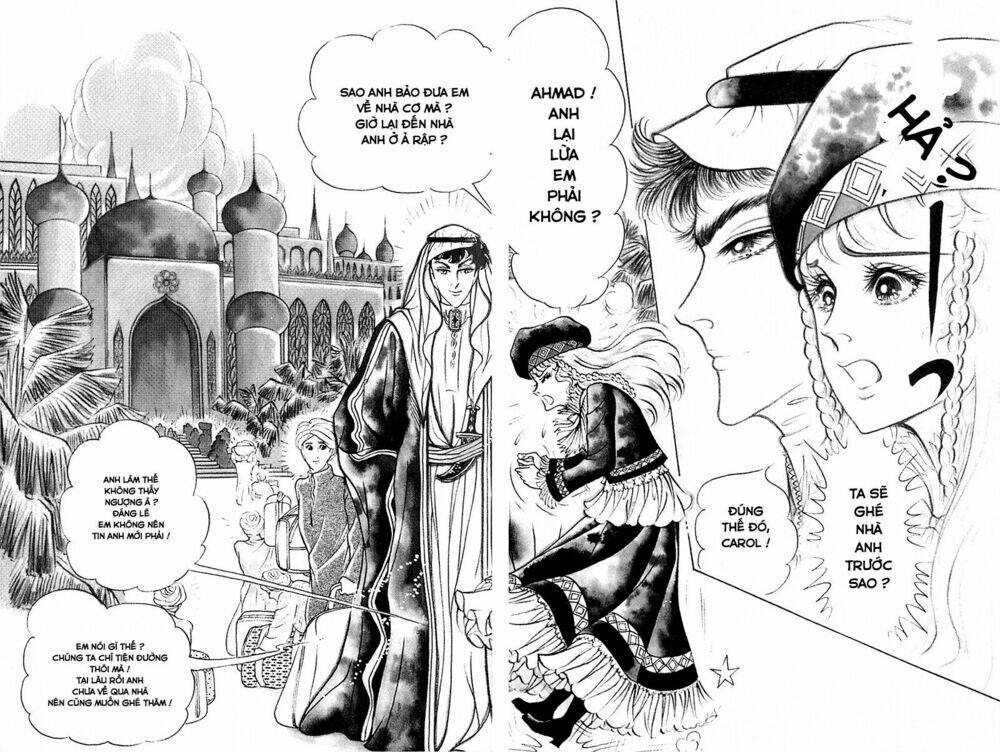 HẢ?
TA SẼ
GHÉ
NHÀ
ANH
TRƯỚC
SAO?
ĐÚNG
THẾ ĐÓ,
CAROL!
AHMAD!
ANH
LẠI
LỪA
EM
PHẢI
KHÔNG?
SAO ANH BẢO ĐƯA EM
VỀ NHÀ CƠ MÀ?
GIỜ LẠI ĐẾN NHÀ
ANH Ở Ả RẬP?
ANH LÀM THẾ
KHÔNG THẤY
NGƯỢNG À?
ĐÁNG LẼ
EM KHÔNG NÊN
TIN ANH MỚI PHẢI!
EM NÓI GÌ THẾ?
CHÚNG TA CHỈ TIỆN ĐƯỜNG
THÔI MÀ!
TẠI LÂU RỒI ANH
CHƯA VỀ QUA NHÀ
NÊN CŨNG MUỐN GHÉ THĂM!